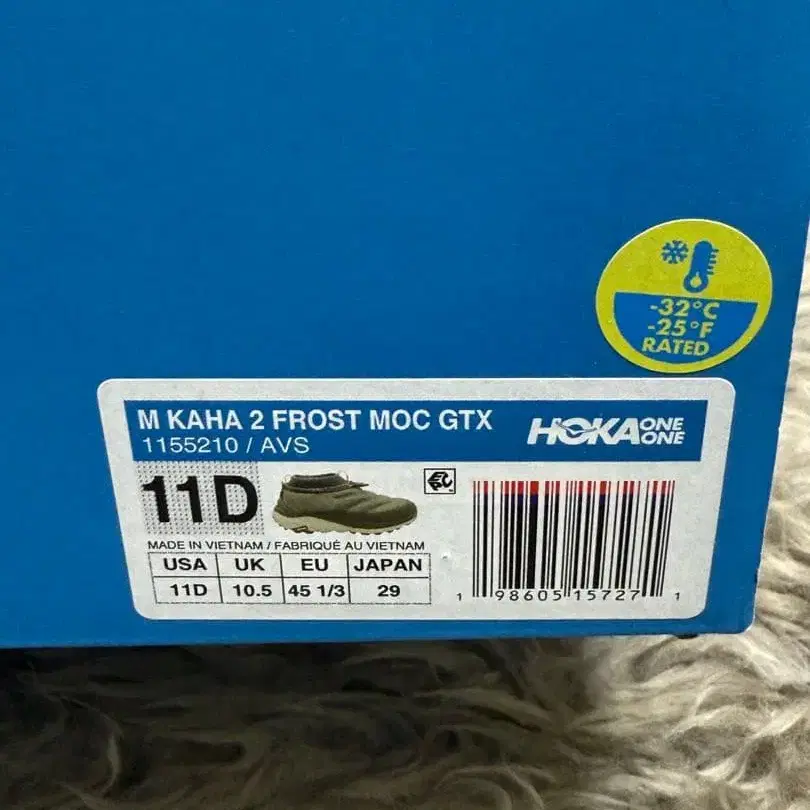 -32°C
-25°F
RATED
M KAHA 2 FROST MOC GTX
HOKA ONE ONE
1155210 / AVS
11D
MADE IN VIETNAM / FABRIQUÉ AU VIETNAM
USA UK EU JAPAN
11D 10.5 45 1/3 29
1 98605 15727 1